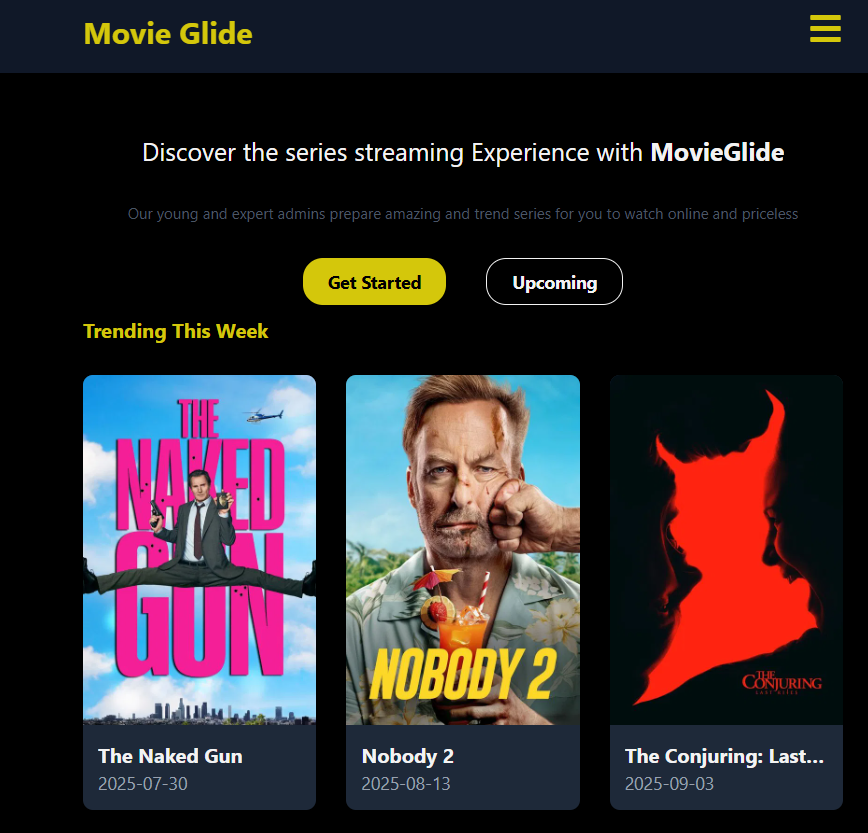 Movie Glide
Discover the series streaming Experience with MovieGlide
Our young and expert admins prepare amazing and trend series for you to watch online and priceless
Get Started
Upcoming
Trending This Week
THE
NAKED
GUN
NOBODY 2
THE
CONJURING
LAST RITES
The Naked Gun
2025-07-30
Nobody 2
2025-08-13
The Conjuring: Last...
2025-09-03